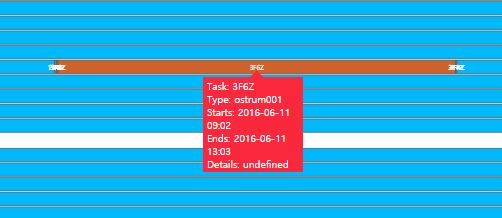 3F6Z
Task: 3F6Z
Type: ostrum001
Starts: 2016-06-11
09:02
Ends: 2016-06-11
13:03
Details: undefined